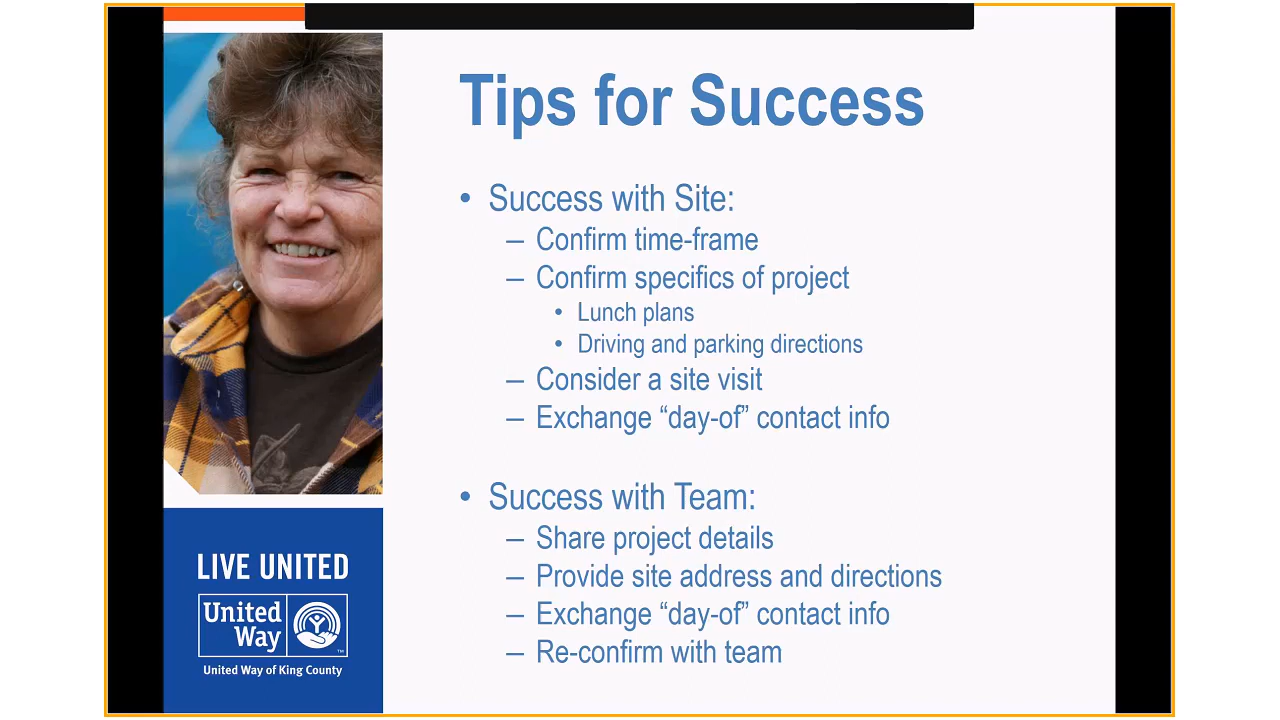 Tips for Success
• Success with Site:
– Confirm time-frame
– Confirm specifics of project
• Lunch plans
• Driving and parking directions
– Consider a site visit
– Exchange “day-of” contact info
• Success with Team:
– Share project details
– Provide site address and directions
– Exchange “day-of” contact info
– Re-confirm with team
LIVE UNITED
United
Way
TM
United Way of King County